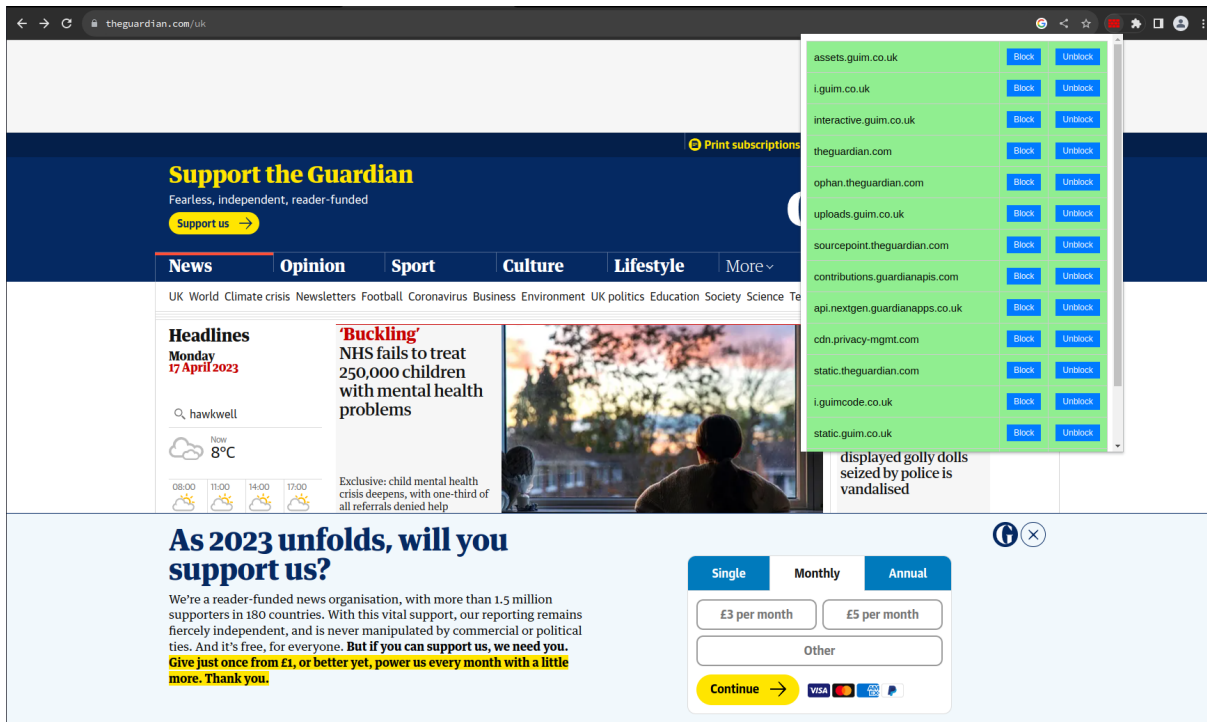 theguardian.com/uk
assets.guim.co.uk Block Unblock
i.guim.co.uk Block Unblock
interactive.guim.co.uk Block Unblock
theguardian.com Block Unblock
ophan.theguardian.com Block Unblock
uploads.guim.co.uk Block Unblock
sourcepoint.theguardian.com Block Unblock
contributions.guardianapis.com Block Unblock
api.nextgen.guardianapps.co.uk Block Unblock
cdn.privacy-mgmt.com Block Unblock
static.theguardian.com Block Unblock
i.guimcode.co.uk Block Unblock
static.guim.co.uk Block Unblock
Print subscriptions
Support the Guardian
Fearless, independent, reader-funded
Support us
News Opinion Sport Culture Lifestyle More
UK World Climate crisis Newsletters Football Coronavirus Business Environment UK politics Education Society Science Te
Headlines
Monday
17 April 2023
hawkwell
Now
8°C
08:00 11:00 14:00 17:00
‘Buckling’
NHS fails to treat
250,000 children
with mental health
problems
Exclusive: child mental health
crisis deepens, with one-third of
all referrals denied help
displayed golly dolls
seized by police is
vandalised
As 2023 unfolds, will you
support us?
We’re a reader-funded news organisation, with more than 1.5 million
supporters in 180 countries. With this vital support, our reporting remains
fiercely independent, and is never manipulated by commercial or political
ties. And it’s free, for everyone. But if you can support us, we need you.
Give just once from £1, or better yet, power us every month with a little
more. Thank you.
Single Monthly Annual
£3 per month £5 per month
Other
Continue
VISA AM EX